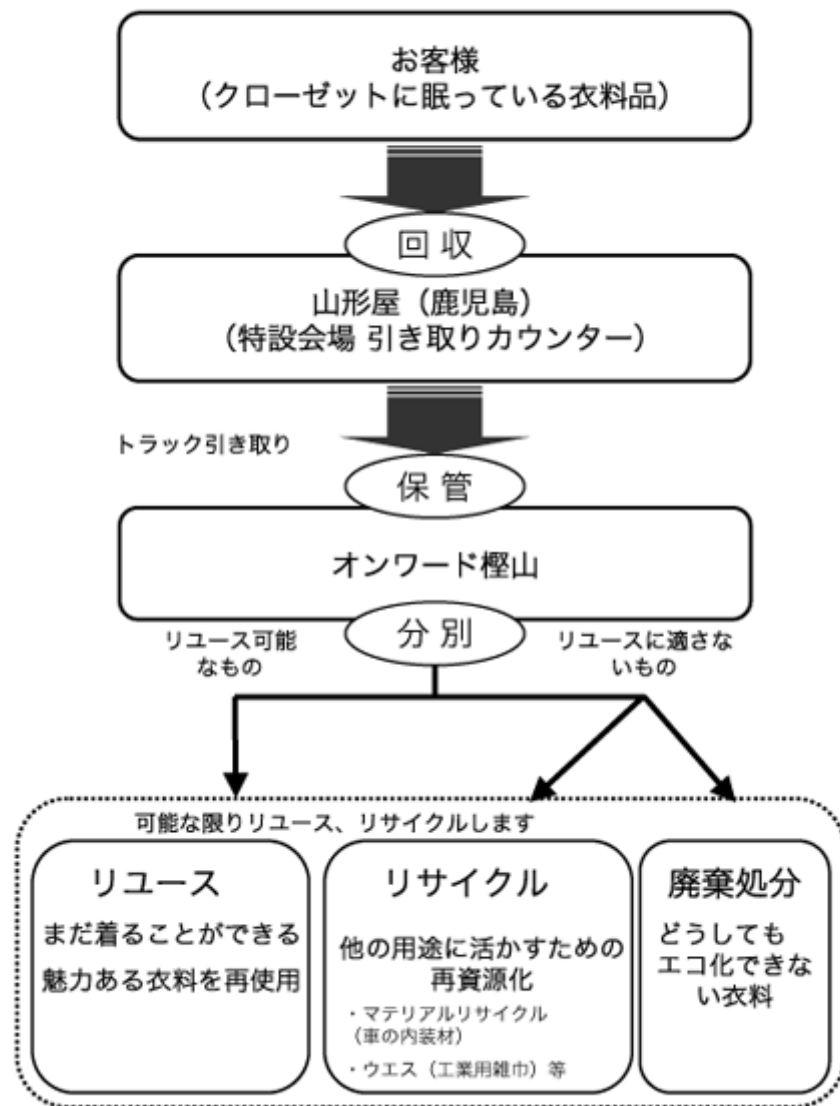 お客様
（クローゼットに眠っている衣料品）
回 収
山形屋（鹿児島）
（特設会場 引き取りカウンター）
トラック引き取り
保 管
オンワード樫山
分 別
リユース可能
なもの
リユースに適さな
いもの
可能な限りリユース、リサイクルします
リユース
まだ着ることができる
魅力ある衣料を再使用
リサイクル
他の用途に活かすための
再資源化
・マテリアルリサイクル
（車の内装材）
・ウエス（工業用雑巾）等
廃棄処分
どうしても
エコ化できな
い衣料